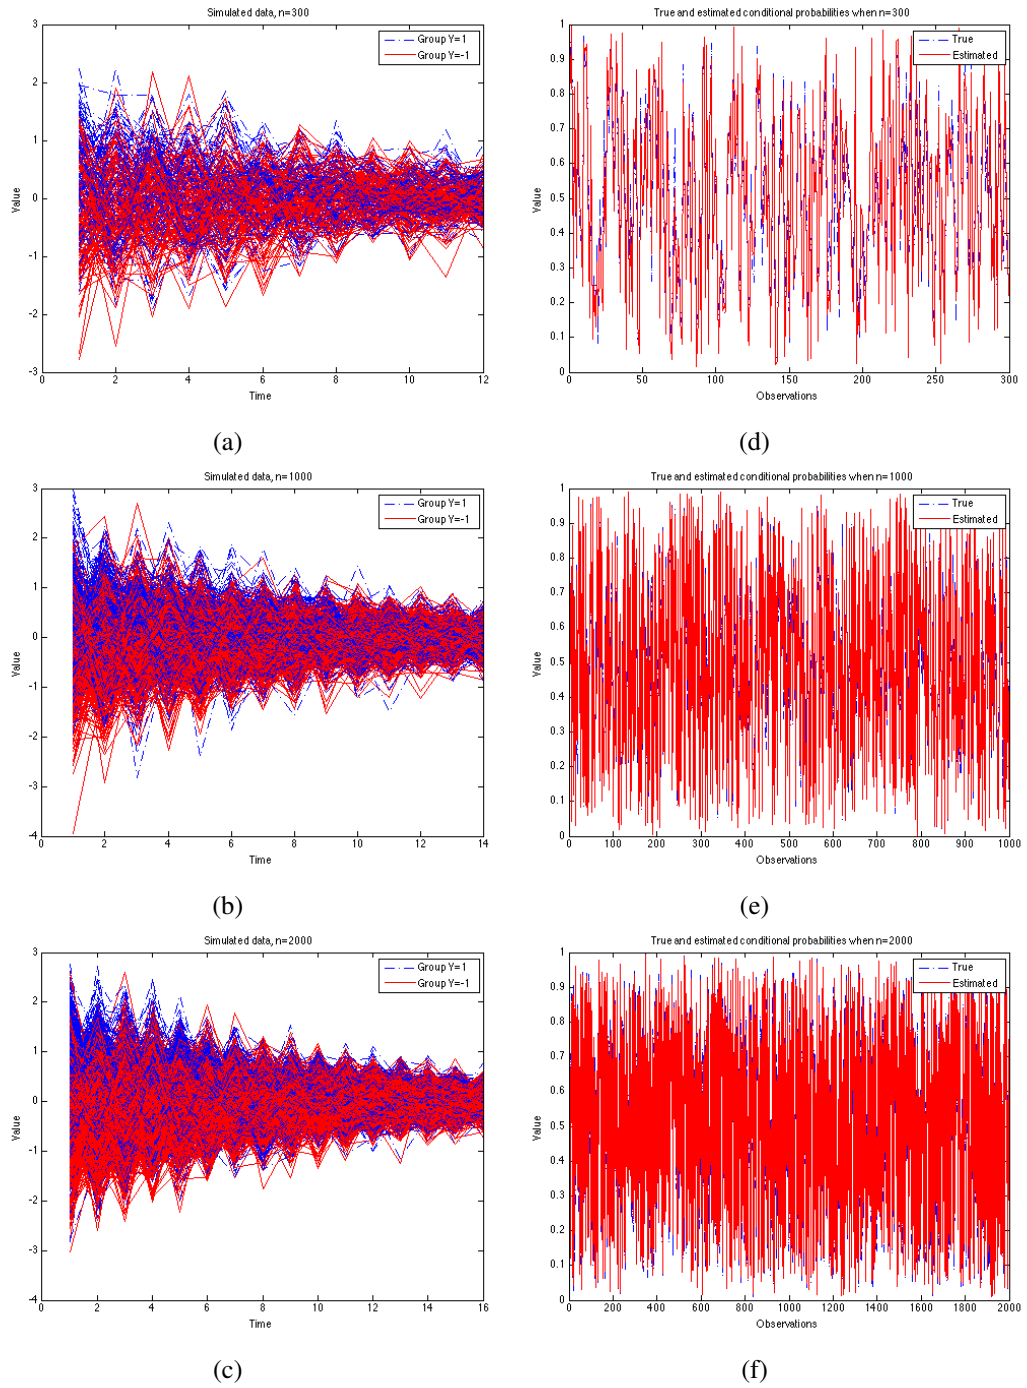 Simulated data, n=300
3
2
1
0
-1
-2
-3
Value
Group Y=1
Group Y=-1
0 2 4 6 8 10 12
Time
(a)
True and estimated conditional probabilities when n=300
1
0.9
0.8
0.7
0.6
0.5
0.4
0.3
0.2
0.1
0
Value
True
Estimated
0 50 100 150 200 250 300
Observations
(d)
Simulated data, n=1000
3
2
1
0
-1
-2
-3
-4
Value
Group Y=1
Group Y=-1
0 2 4 6 8 10 12 14
Time
(b)
True and estimated conditional probabilities when n=1000
1
0.9
0.8
0.7
0.6
0.5
0.4
0.3
0.2
0.1
0
Value
True
Estimated
0 100 200 300 400 500 600 700 800 900 1000
Observations
(e)
Simulated data, n=2000
3
2
1
0
-1
-2
-3
-4
Value
Group Y=1
Group Y=-1
0 2 4 6 8 10 12 14 16
Time
(c)
True and estimated conditional probabilities when n=2000
1
0.9
0.8
0.7
0.6
0.5
0.4
0.3
0.2
0.1
0
Value
True
Estimated
0 200 400 600 800 1000 1200 1400 1600 1800 2000
Observations
(f)